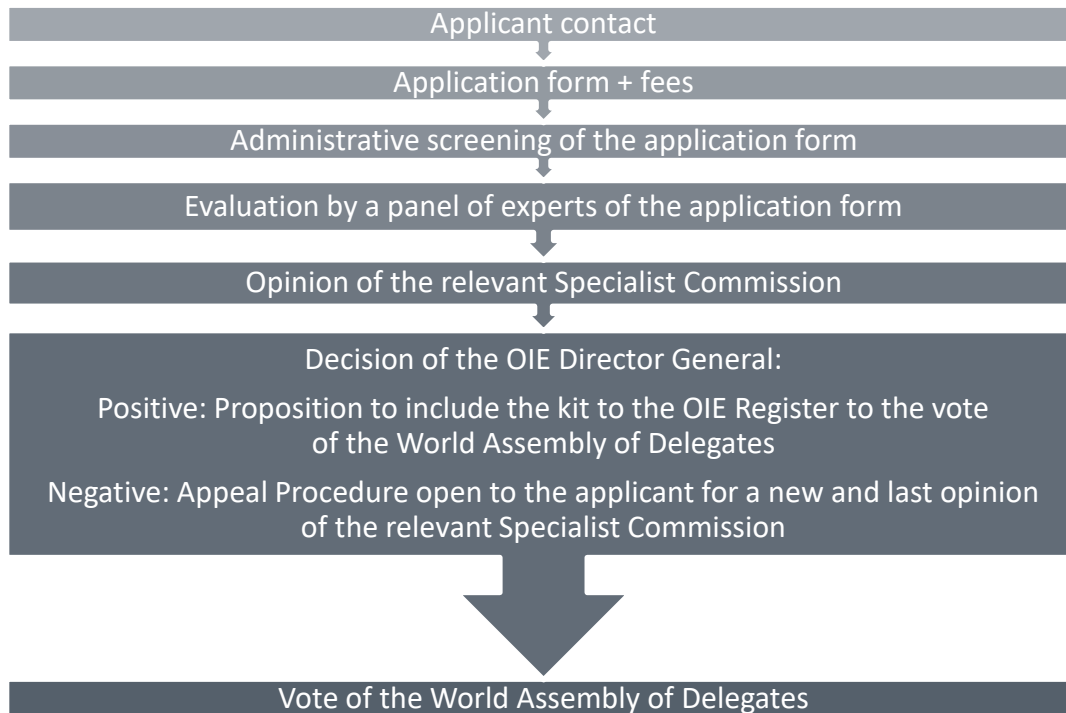 Applicant contact
Application form + fees
Administrative screening of the application form
Evaluation by a panel of experts of the application form
Opinion of the relevant Specialist Commission
Decision of the OIE Director General:
Positive: Proposition to include the kit to the OIE Register to the vote
of the World Assembly of Delegates
Negative: Appeal Procedure open to the applicant for a new and last opinion
of the relevant Specialist Commission
Vote of the World Assembly of Delegates